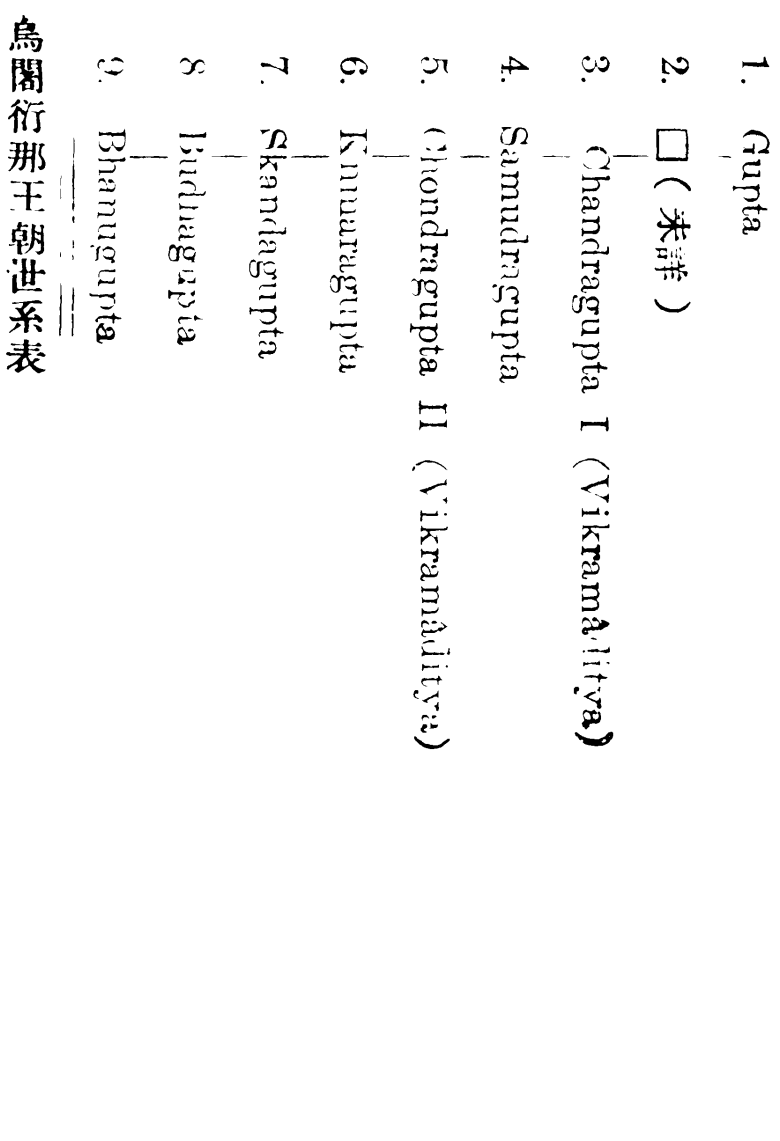 1. Gupta
2. □（未詳）
3. Chandragupta I (Vikramâditya)
4. Samudragupta
5. Chondragupta II (Vikramâditya)
6. Kumaragupta
7. Skandagupta
8 Budhagupta
9. Bhanugupta
烏闍衍那王朝世系表